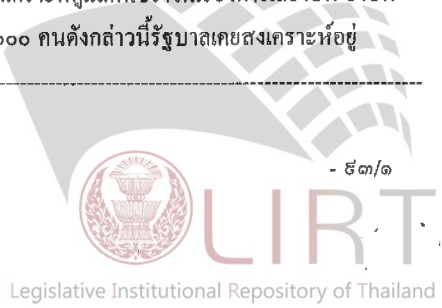 ๐๐๐ คนดังกล่าวนี้รัฐบาลเคยสงเคราะห์อยู่
- ๕๓/๑
LIRT
Legislative Institutional Repository of Thailand